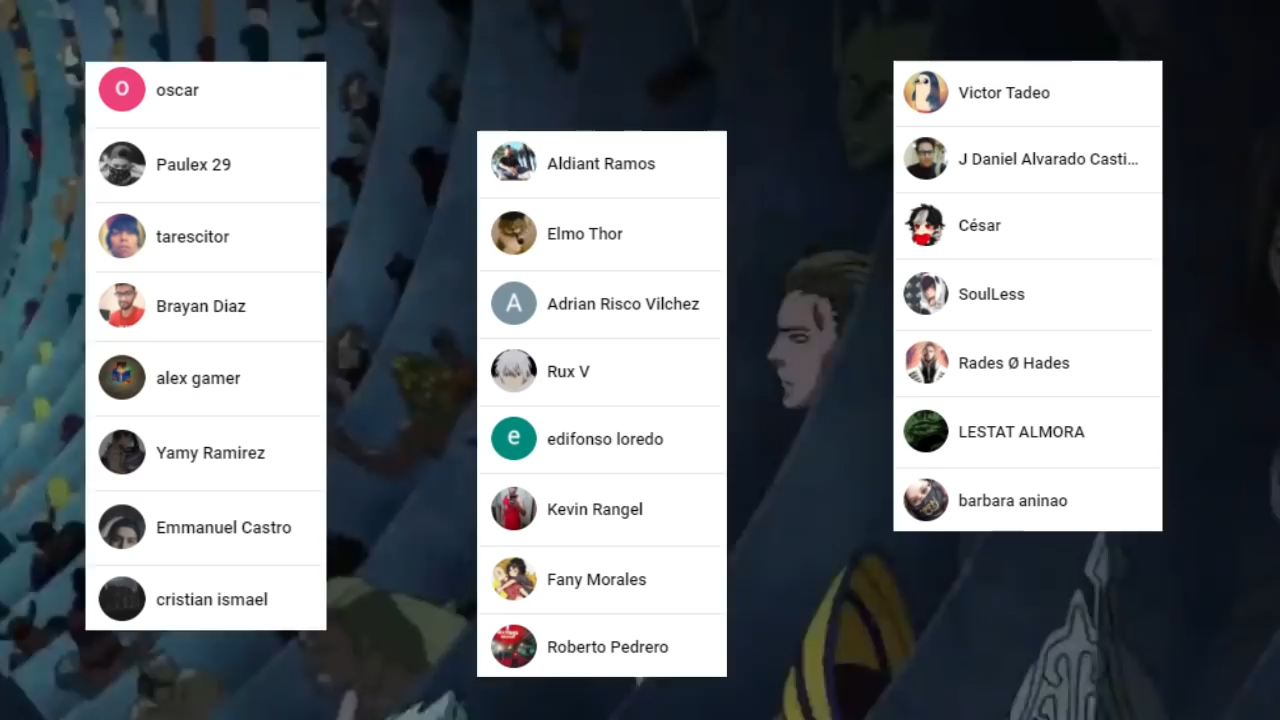 O oscar
Paulex 29
tarescitor
Brayan Diaz
alex gamer
Yamy Ramirez
Emmanuel Castro
cristian ismael
Aldiant Ramos
Elmo Thor
A Adrian Risco Vilchez
Rux V
e edifonso loredo
Kevin Rangel
Fany Morales
Roberto Pedrero
Victor Tadeo
J Daniel Alvarado Casti...
César
SoulLess
Rades Ø Hades
LESTAT ALMORA
barbara aninao